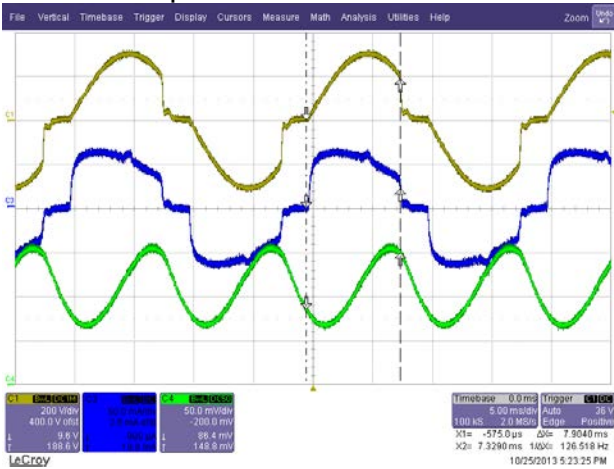 File Vertical Timebase Trigger Display Cursors Measure Math Analysis Utilities Help Zoom Undo
C1
C3
C4
C1 DC1M
200 V/div
400.0 V ofst
9.6 V
188.6 V
C4 DC50
50.0 mV/div
-200.0 mV
86.4 mV
148.8 mV
Timebase 0.0 ms
5.00 ms/div
100 kS 2.0 MS/s
Trigger C1 DC
Auto 36 V
Edge Positive
X1= -575.0 µs ΔX= 7.9040 ms
X2= 7.3290 ms 1/ΔX= 126.518 Hz
LeCroy
10/25/2013 5:23:25 PM